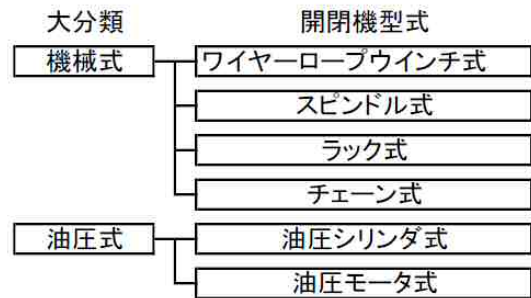 大分類 開閉機型式
機械式 ワイヤーロープウインチ式
スピンドル式
ラック式
チェーン式
油圧式 油圧シリンダ式
油圧モータ式